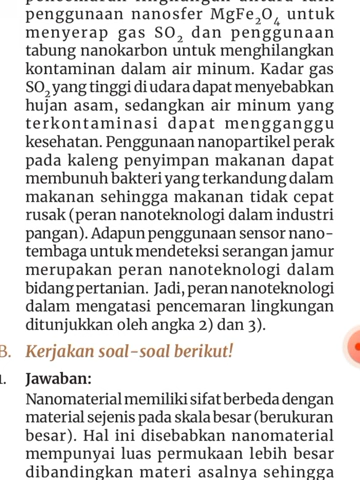 penggunaan nanosfer MgFe₂O₄ untuk
menyerap gas SO₂ dan penggunaan
tabung nanokarbon untuk menghilangkan
kontaminan dalam air minum. Kadar gas
SO₂ yang tinggi di udara dapat menyebabkan
hujan asam, sedangkan air minum yang
terkontaminasi dapat mengganggu
kesehatan. Penggunaan nanopartikel perak
pada kaleng penyimpan makanan dapat
membunuh bakteri yang terkandung dalam
makanan sehingga makanan tidak cepat
rusak (peran nanoteknologi dalam industri
pangan). Adapun penggunaan sensor nano-
tembaga untuk mendeteksi serangan jamur
merupakan peran nanoteknologi dalam
bidang pertanian. Jadi, peran nanoteknologi
dalam mengatasi pencemaran lingkungan
ditunjukkan oleh angka 2) dan 3).
B. Kerjakan soal-soal berikut!
1. Jawaban:
Nanomaterial memiliki sifat berbeda dengan
material sejenis pada skala besar (berukuran
besar). Hal ini disebabkan nanomaterial
mempunyai luas permukaan lebih besar
dibandingkan materi asalnya sehingga